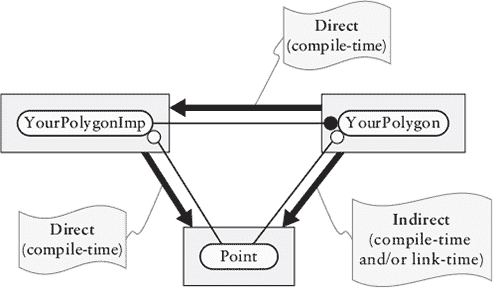 Direct
(compile-time)
YourPolygonImp
YourPolygon
Direct
(compile-time)
Point
Indirect
(compile-time
and/or link-time)